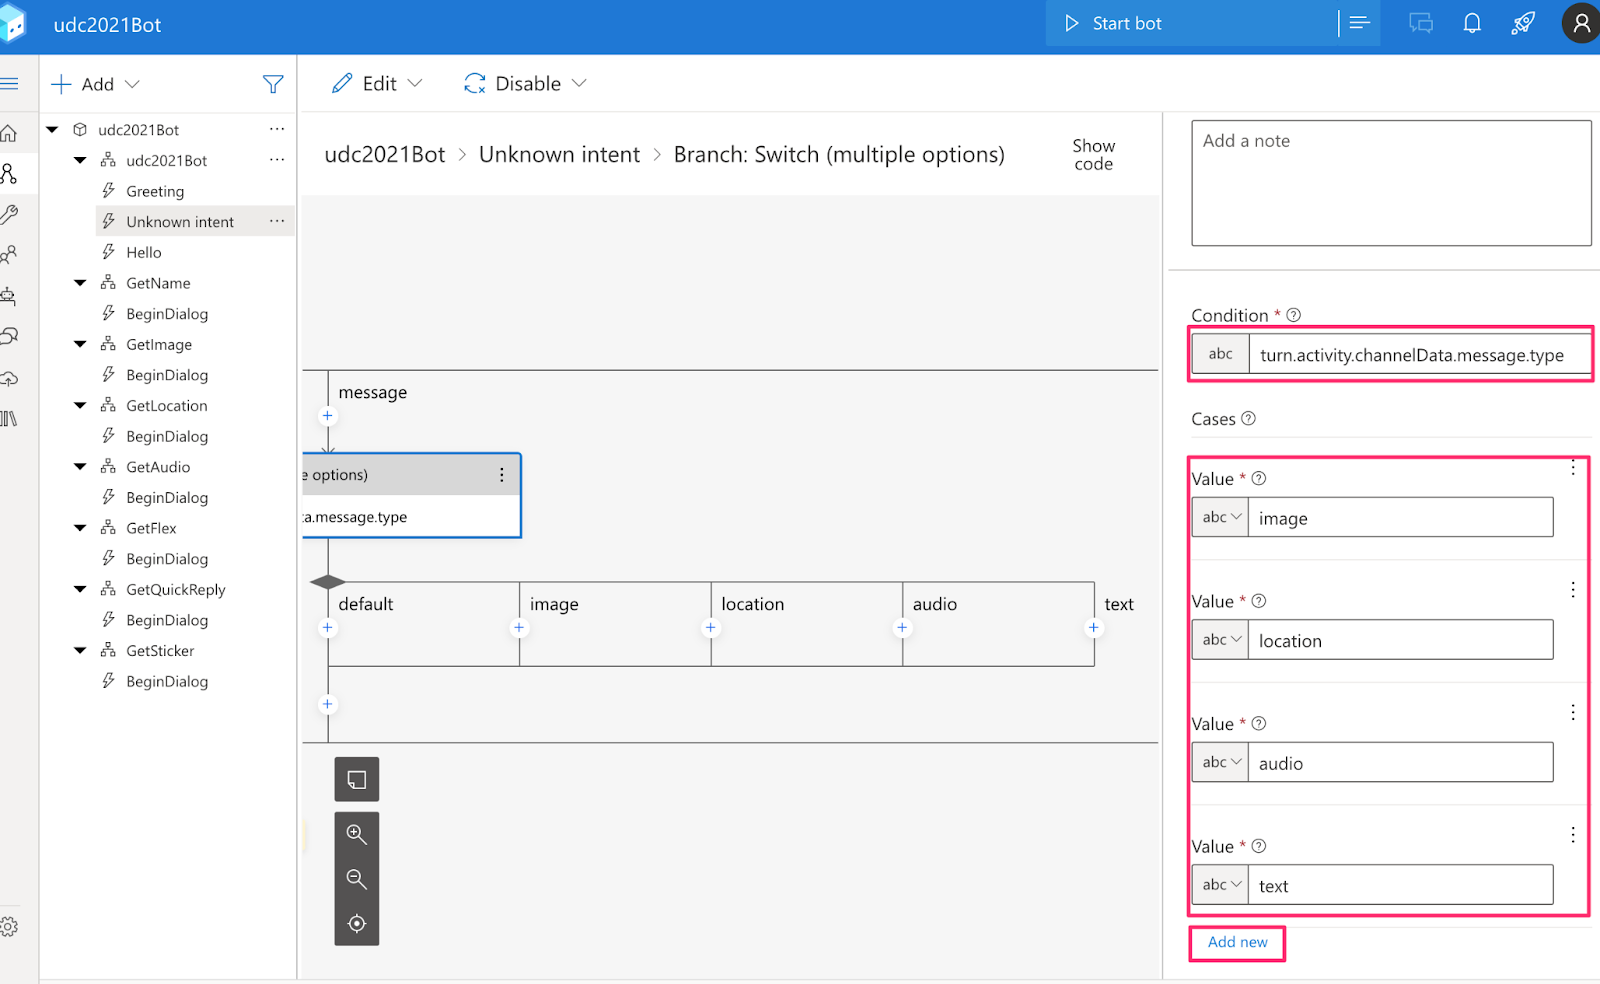 udc2021Bot
Start bot
Add
Edit
Disable
udc2021Bot
udc2021Bot
Greeting
Unknown intent
Hello
GetName
BeginDialog
GetImage
BeginDialog
GetLocation
BeginDialog
GetAudio
BeginDialog
GetFlex
BeginDialog
GetQuickReply
BeginDialog
GetSticker
BeginDialog
udc2021Bot > Unknown intent > Branch: Switch (multiple options)
Show
code
message
e options)
ta.message.type
default
image
location
audio
text
Add a note
Condition *
abc
turn.activity.channelData.message.type
Cases
Value *
abc
image
Value *
abc
location
Value *
abc
audio
Value *
abc
text
Add new